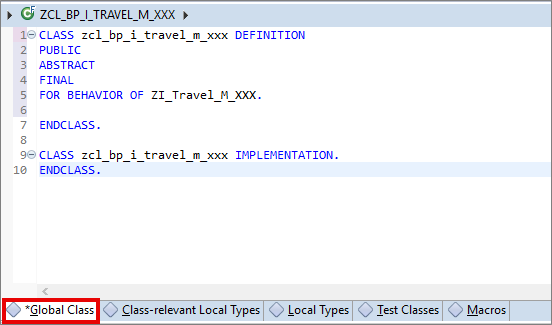 ZCL_BP_I_TRAVEL_M_XXX
1 CLASS zcl_bp_i_travel_m_xxx DEFINITION
2 PUBLIC
3 ABSTRACT
4 FINAL
5 FOR BEHAVIOR OF ZI_Travel_M_XXX.
6
7 ENDCLASS.
8
9 CLASS zcl_bp_i_travel_m_xxx IMPLEMENTATION.
10 ENDCLASS.
*Global Class Class-relevant Local Types Local Types Test Classes Macros